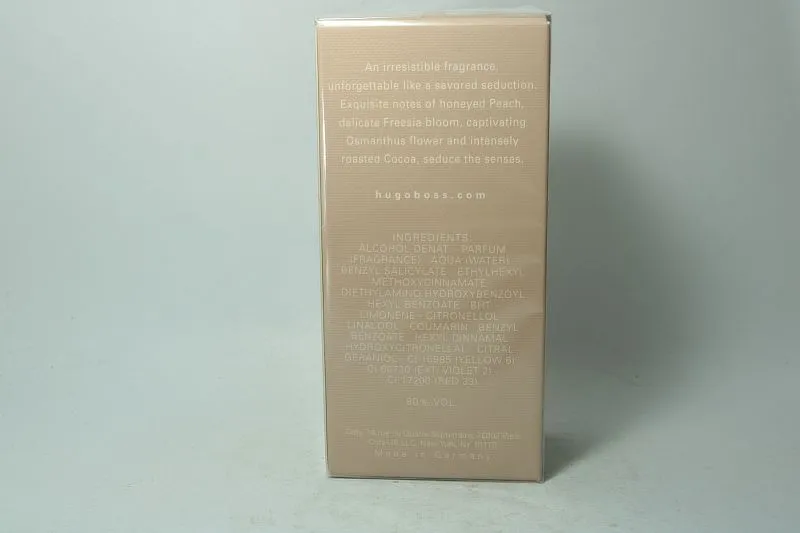 An irresistible fragrance,
unforgettable like a savored seduction.
Exquisite notes of honeyed Peach,
delicate Freesia bloom, captivating
Osmanthus flower and intensely
roasted Cocoa, seduce the senses.
hugoboss.com
INGREDIENTS:
ALCOHOL DENAT · PARFUM
(FRAGRANCE) · AQUA (WATER)
BENZYL SALICYLATE · ETHYLHEXYL
METHOXYCINNAMATE
DIETHYLAMINO HYDROXYBENZOYL
HEXYL BENZOATE · BHT
LIMONENE · CITRONELLOL
LINALOOL · COUMARIN · BENZYL
BENZOATE · HEXYL CINNAMAL
HYDROXYCITRONELLAL · CITRAL
GERANIOL · CI 15985 (YELLOW 6)
CI 60730 (EXT. VIOLET 2)
CI 17200 (RED 33)
80% VOL.
New York, NY
Made in Germany